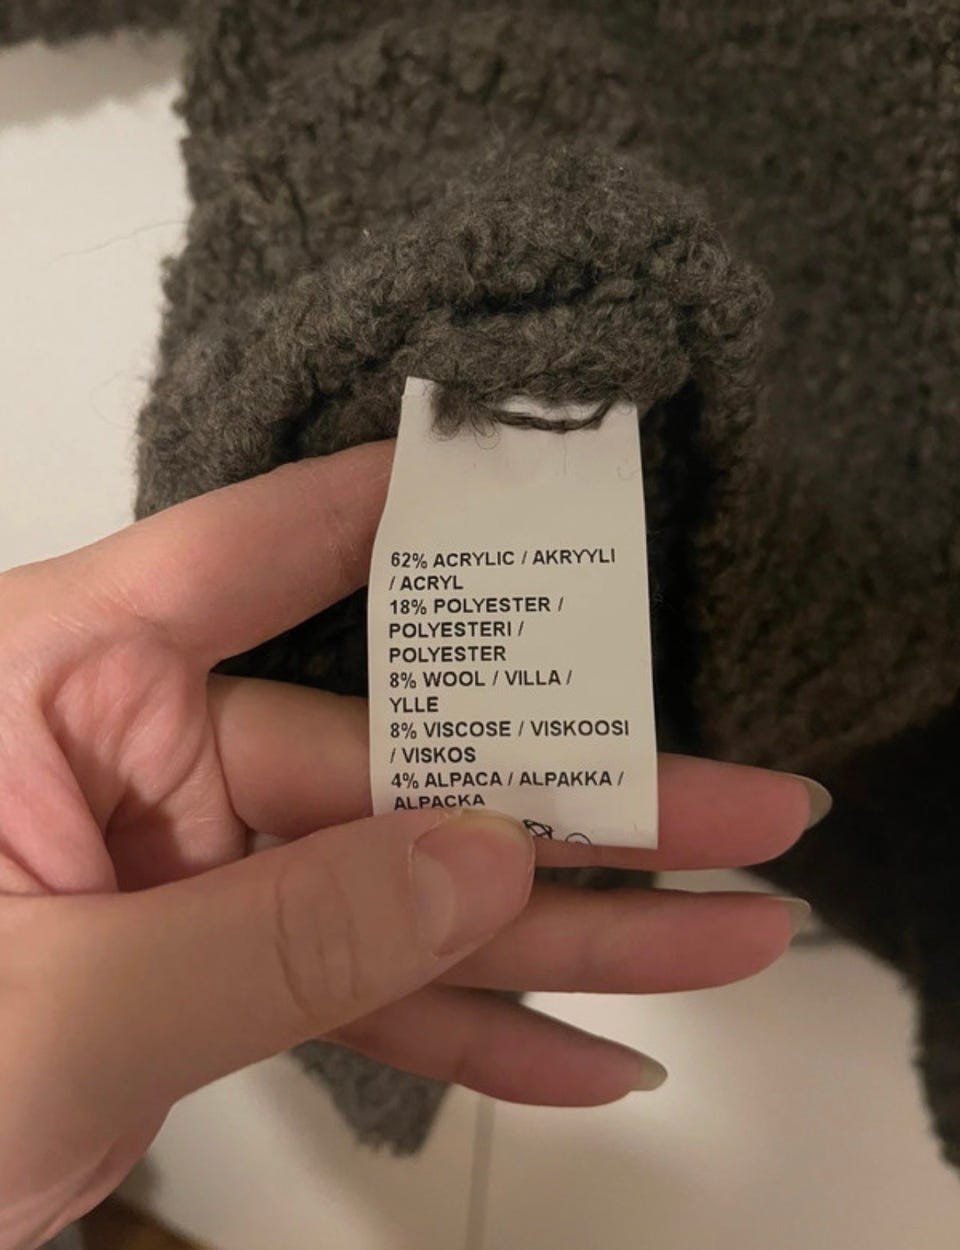 62% ACRYLIC / AKRYYLI
/ ACRYL
18% POLYESTER /
POLYESTERI /
POLYESTER
8% WOOL / VILLA /
YLLE
8% VISCOSE / VISKOOSI
/ VISKOS
4% ALPACA / ALPAKKA /
ALPACKA